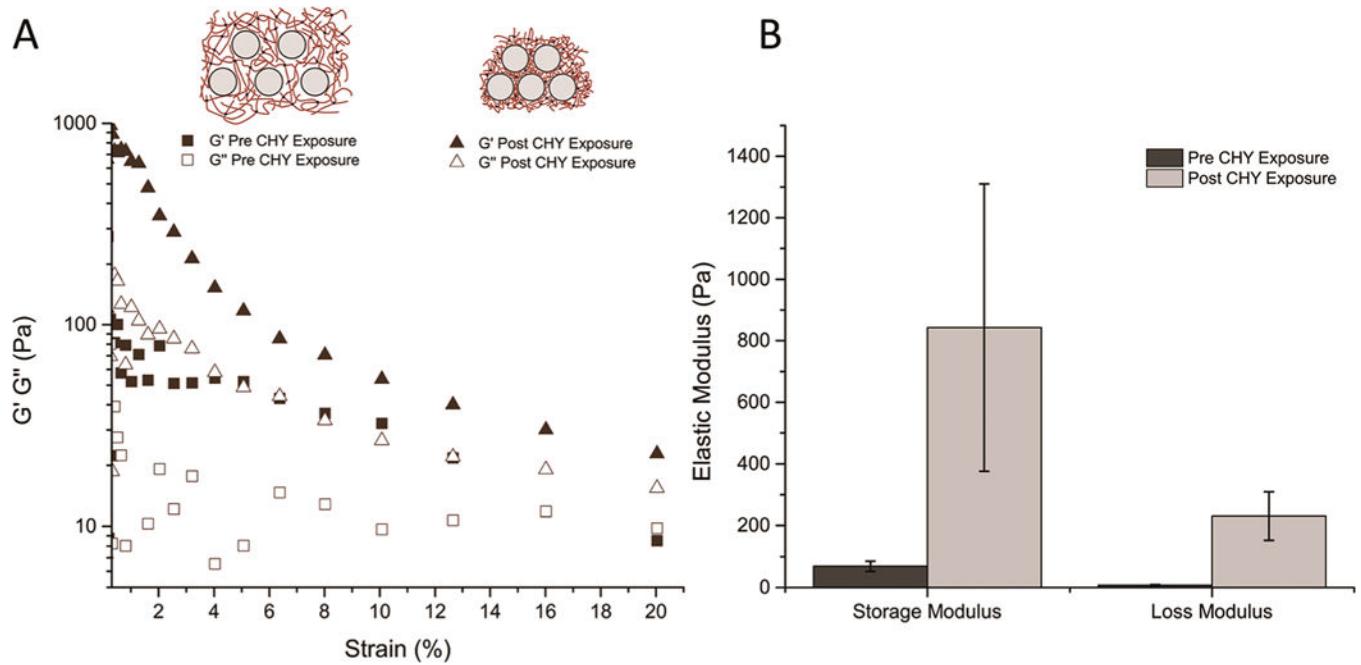 A
G' Pre CHY Exposure
G'' Pre CHY Exposure
G' Post CHY Exposure
G'' Post CHY Exposure
1000
100
10
G' G'' (Pa)
2 4 6 8 10 12 14 16 18 20
Strain (%)
B
Pre CHY Exposure
Post CHY Exposure
1400
1200
1000
800
600
400
200
0
Elastic Modulus (Pa)
Storage Modulus Loss Modulus